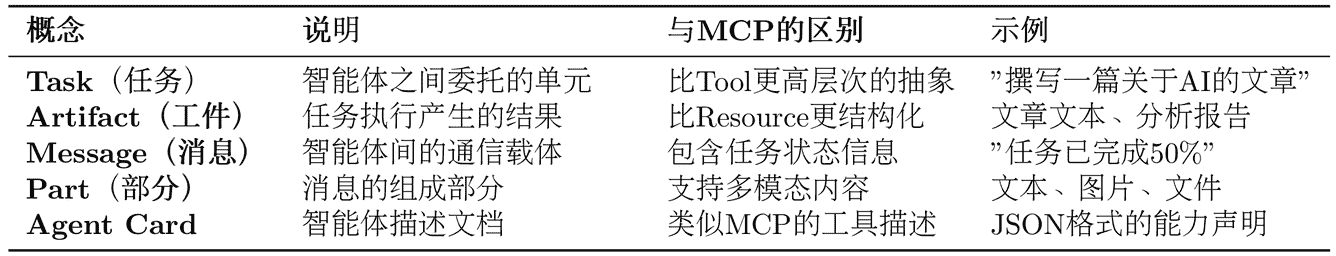 概念 说明 与MCP的区别 示例
Task（任务） 智能体之间委托的单元 比Tool更高层次的抽象 ”撰写一篇关于AI的文章”
Artifact（工件） 任务执行产生的结果 比Resource更结构化 文章文本、分析报告
Message（消息） 智能体间的通信载体 包含任务状态信息 ”任务已完成50%”
Part（部分） 消息的组成部分 支持多模态内容 文本、图片、文件
Agent Card 智能体描述文档 类似MCP的工具描述 JSON格式的能力声明